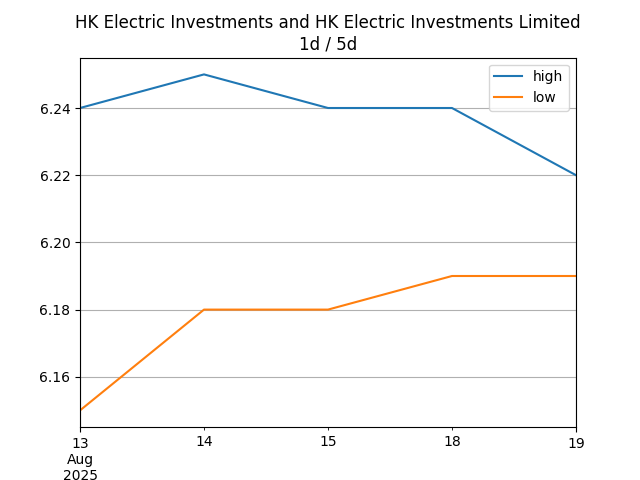 HK Electric Investments and HK Electric Investments Limited
1d / 5d
high
low
6.24
6.22
6.20
6.18
6.16
13
14
15
18
19
Aug
2025